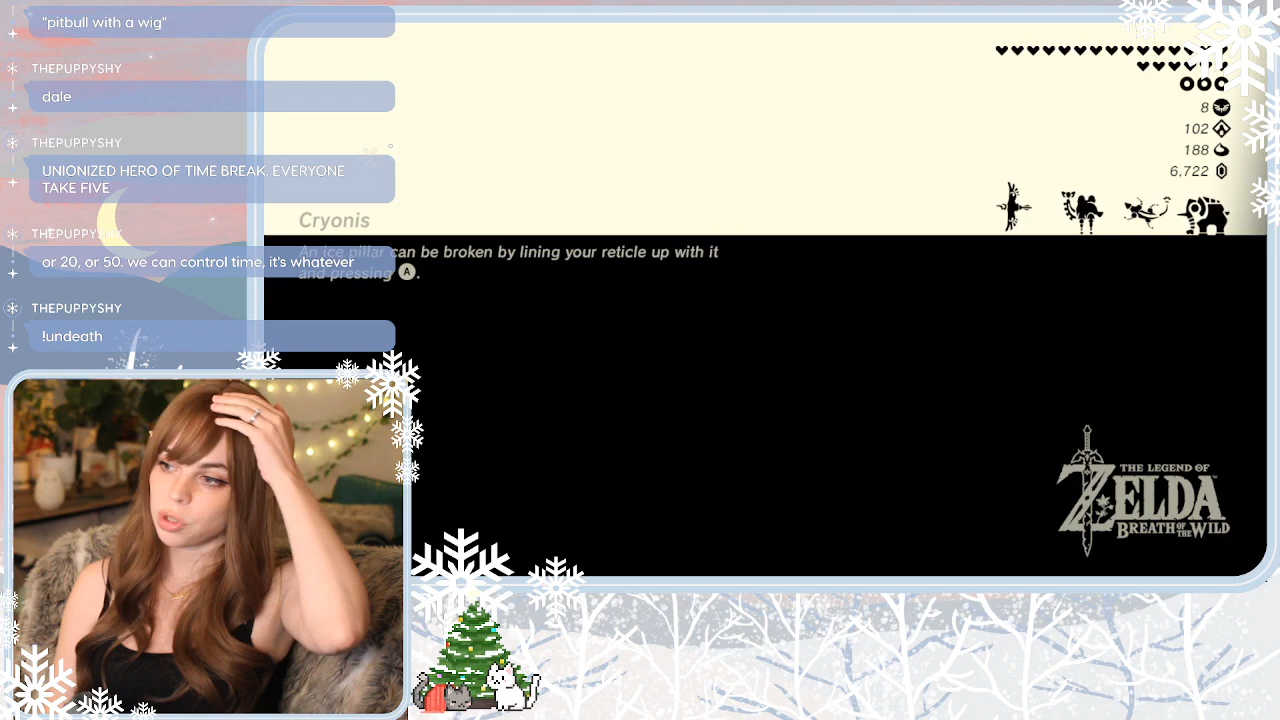 "pitbull with a wig"
THEPUPPYSHY
dale
THEPUPPYSHY
UNIONIZED HERO OF TIME BREAK. EVERYONE
TAKE FIVE
THEPUPPYSHY
or 20, or 50. we can control time, it's whatever
THEPUPPYSHY
!undeath
8
102
188
6,722
Cryonis
An ice pillar can be broken by lining your reticle up with it
and pressing A.
THE LEGEND OF
ZELDA
BREATH OF THE WILD